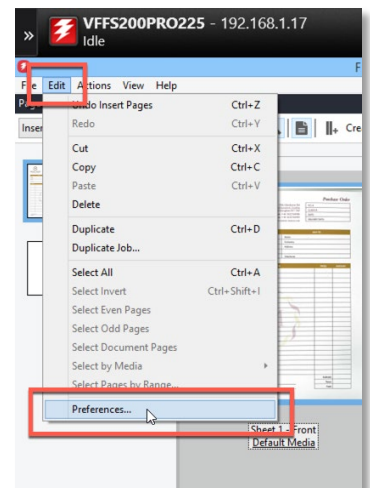 » VFFS200PRO225 - 192.168.1.17
Idle
F
File Edit Actions View Help
Undo Insert Pages Ctrl+Z
Redo Ctrl+Y
Cut Ctrl+X
Copy Ctrl+C
Paste Ctrl+V
Delete
Duplicate Ctrl+D
Duplicate Job...
Select All Ctrl+A
Select Invert Ctrl+Shift+I
Select Even Pages
Select Odd Pages
Select Document Pages
Select by Media
Select Pages by Range...
Preferences...
Inser
Cre
Purchase Order
Sheet 1 - Front
Default Media